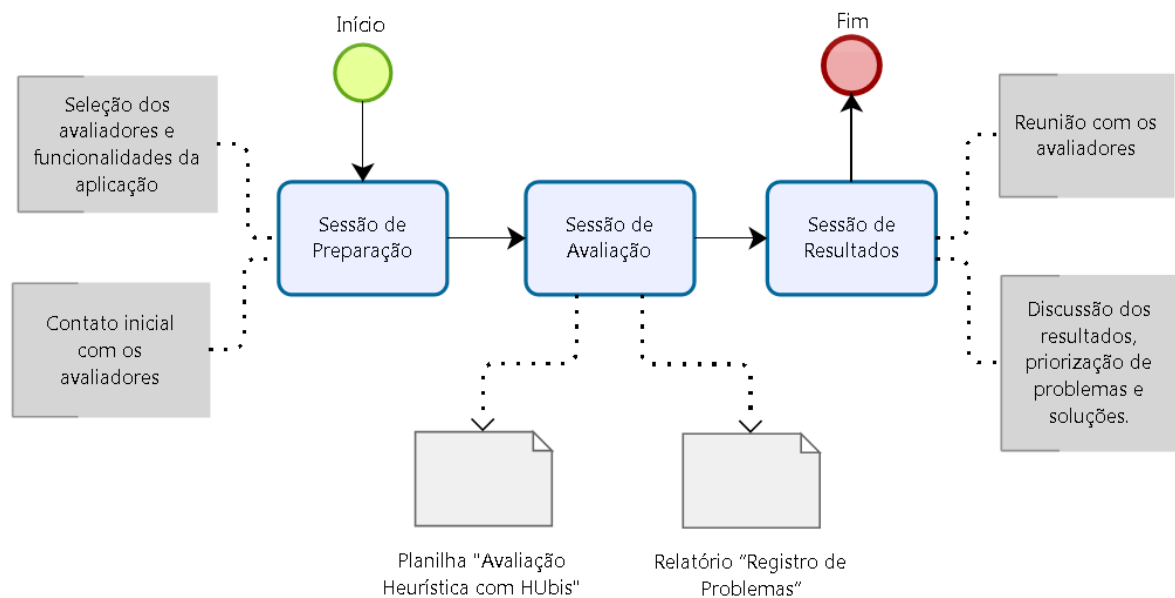 Início
Fim
Seleção dos
avaliadores e
funcionalidades da
aplicação
Reunião com os
avaliadores
Sessão de
Preparação
Sessão de
Avaliação
Sessão de
Resultados
Contato inicial
com os
avaliadores
Discussão dos
resultados,
priorização de
problemas e
soluções.
Planilha "Avaliação
Heurística com HUbis"
Relatório “Registro de
Problemas“